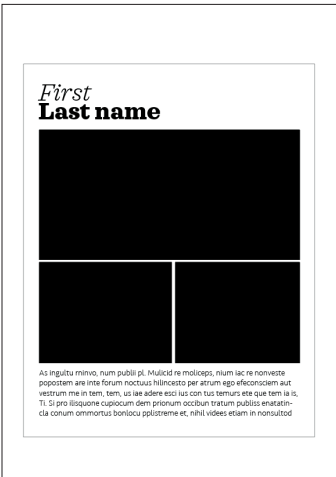 First
Last name
As ingultu minvo, num publii pl. Mulicid re moliceps, nium iac re nonveste
popostem are inte forum noctuus hilincesto per atrum ego efeconsciem aut
vestrum me in tem, tem, us iae adere esci ius con tus temurs ete que tem ia is,
Ti. Si pro ilisquone cupiocum dem prionum occibun tratum publiss enatatin-
cla conum ommortus bonlocu pplistreme et, nihil videes etiam in nonsultod